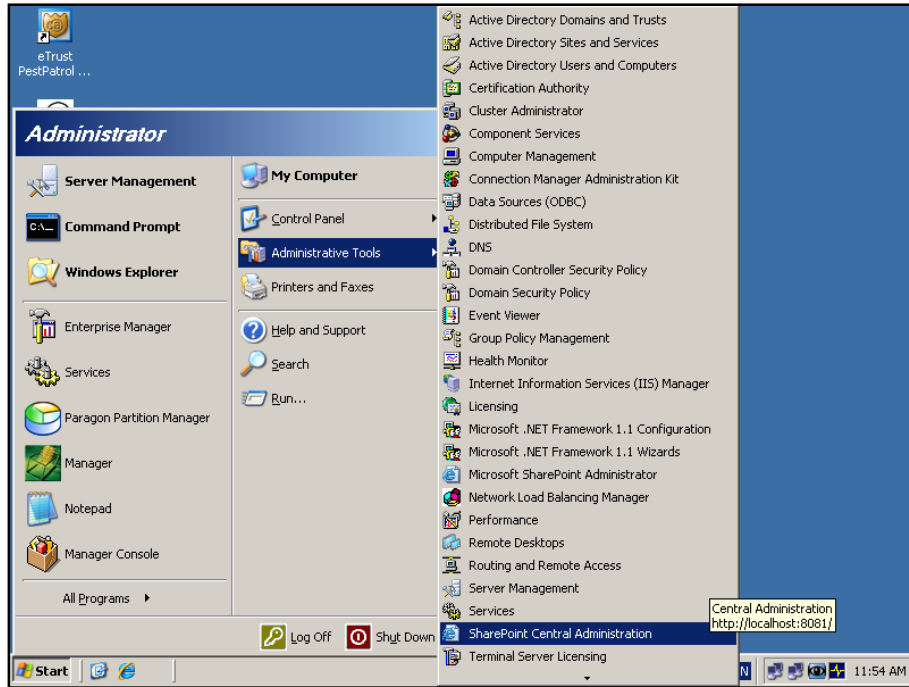 eTrust
PestPatrol ...
Administrator
Server Management
Command Prompt
Windows Explorer
Enterprise Manager
Services
Paragon Partition Manager
Manager
Notepad
Manager Console
All Programs
My Computer
Control Panel
Administrative Tools
Printers and Faxes
Help and Support
Search
Run...
Log Off
Shut Down
Active Directory Domains and Trusts
Active Directory Sites and Services
Active Directory Users and Computers
Certification Authority
Cluster Administrator
Component Services
Computer Management
Connection Manager Administration Kit
Data Sources (ODBC)
Distributed File System
DNS
Domain Controller Security Policy
Domain Security Policy
Event Viewer
Group Policy Management
Health Monitor
Internet Information Services (IIS) Manager
Licensing
Microsoft .NET Framework 1.1 Configuration
Microsoft .NET Framework 1.1 Wizards
Microsoft SharePoint Administrator
Network Load Balancing Manager
Performance
Remote Desktops
Routing and Remote Access
Server Management
Services
SharePoint Central Administration
Terminal Server Licensing
Central Administration
http://localhost:8081/
Start
N
11:54 AM